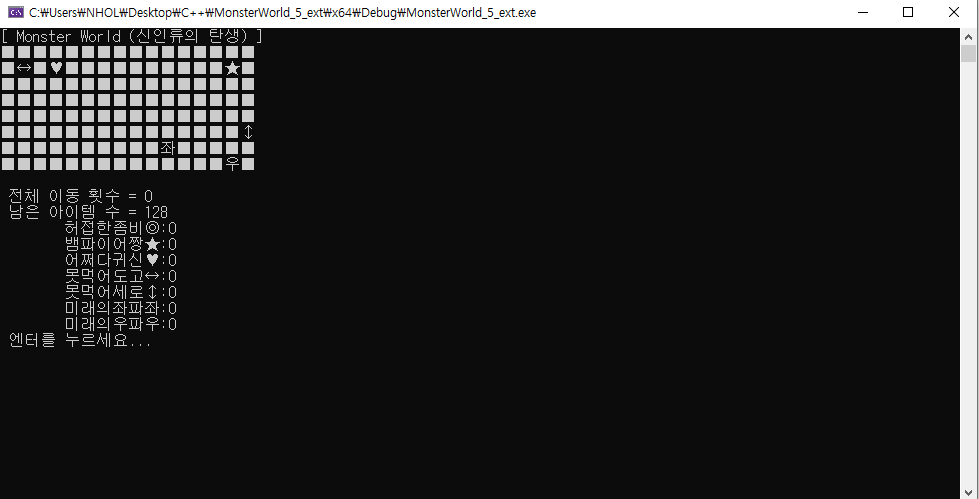 C:₩Users₩NHOL₩Desktop₩C++₩MonsterWorld_5_ext₩x64₩Debug₩MonsterWorld_5_ext.exe
[ Monster World (신인류의 탄생) ]
■■■■■■■■■■■■■■■■
■↔■♥■■■■■■■■■■★■
■■■■■■■■■■■■■■■■
■■■■■■■■■■■■■■■■
■■■■■■■■■■■■■■■■
■■■■■■■■■■■■■■■↕
■■■■■■■■■■좌■■■■■
■■■■■■■■■■■■■■우■
전체 이동 횟수 = 0
남은 아이템 수 = 128
허접한좀비◎:0
뱀파이어짱★:0
어쩌다귀신♥:0
못먹어도고↔:0
못먹어세로↕:0
미래의좌파좌:0
미래의우파우:0
엔터를 누르세요...